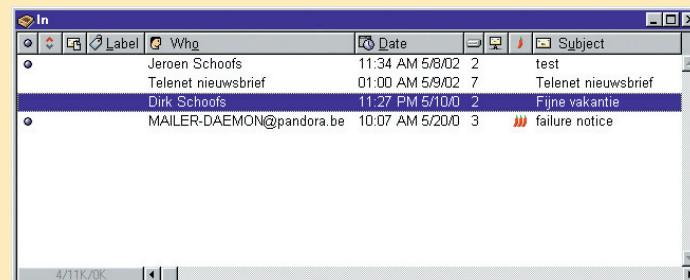 In
Label Who Date Subject
Jeroen Schoofs 11:34 AM 5/8/02 2 test
Telenet nieuwsbrief 01:00 AM 5/9/02 7 Telenet nieuwsbrief
Dirk Schoofs 11:27 PM 5/10/0 2 Fijne vakantie
MAILER-DAEMON@pandora.be 10:07 AM 5/20/0 3 failure notice
4/11K/0K